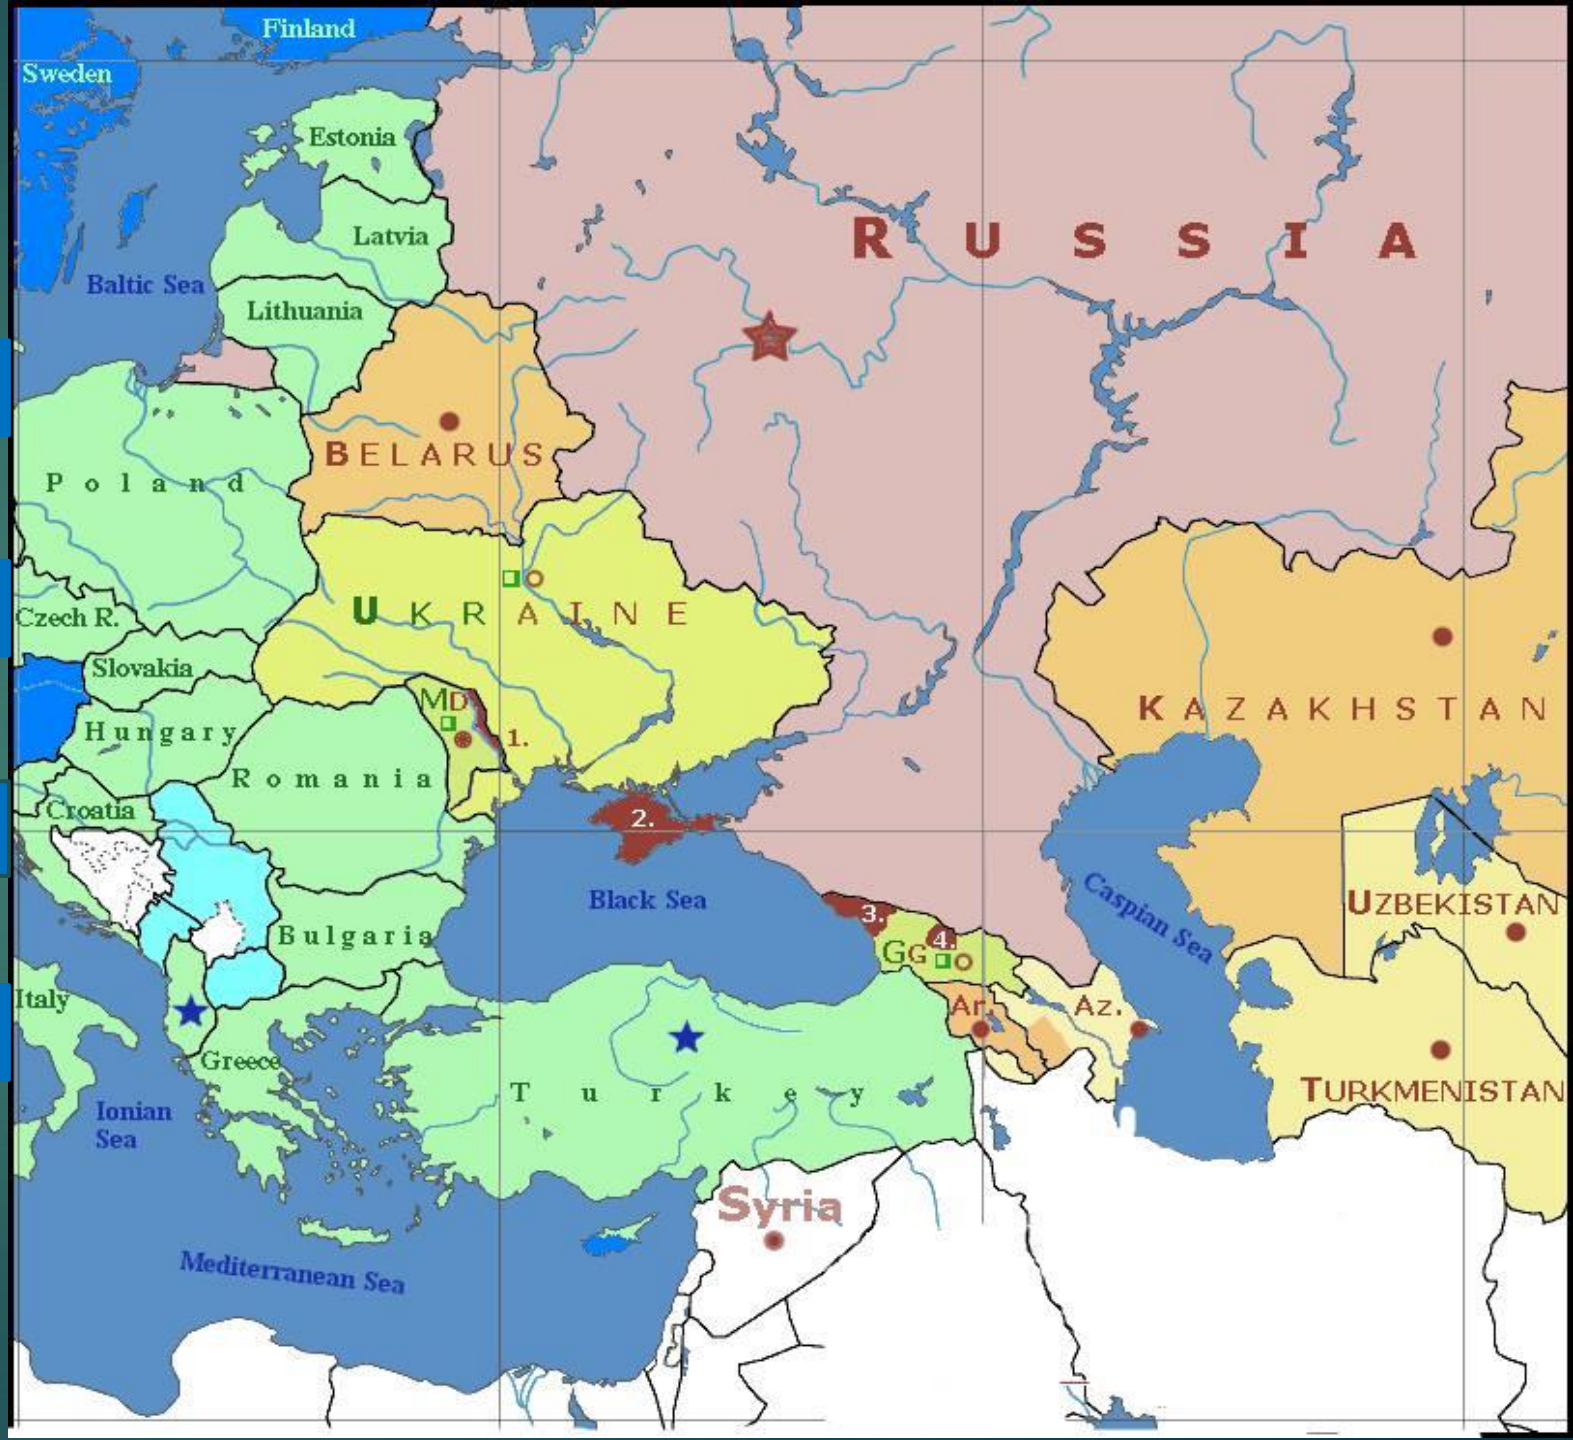 Finland
Sweden
Estonia
Latvia
RUSSIA
Baltic Sea
Lithuania
BELARUS
Poland
UKRAINE
Czech R.
Slovakia
MD
1.
Hungary
Romania
KAZAKHSTAN
Croatia
2.
Black Sea
Caspian Sea
UZBEKISTAN
3.
4.
GG
Bulgaria
Italy
Ar.
Az.
Greece
Turkey
TURKMENISTAN
Ionian
Sea
Syria
Mediterranean Sea